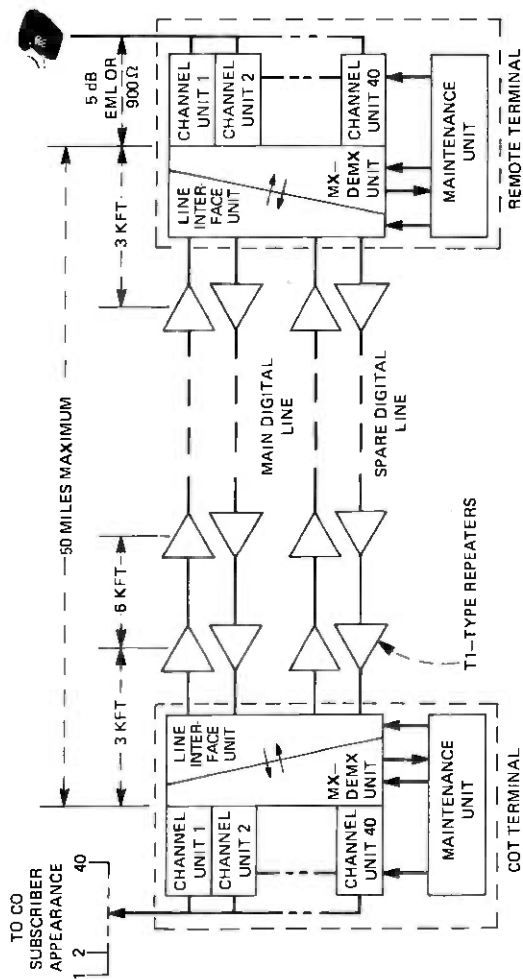 TO CO
SUBSCRIBER
APPEARANCE
1 2 40
50 MILES MAXIMUM
3 KFT
6 KFT
3 KFT
5 dB
EML OR
900 Ω
CHANNEL
UNIT 1
CHANNEL
UNIT 2
CHANNEL
UNIT 40
LINE
INTER-
FACE
UNIT
MX-
DEMX
UNIT
MAINTENANCE
UNIT
COT TERMINAL
T1-TYPE REPEATERS
MAIN DIGITAL
LINE
SPARE DIGITAL
LINE
LINE
INTER-
FACE
UNIT
MX-
DEMX
UNIT
CHANNEL
UNIT 1
CHANNEL
UNIT 2
CHANNEL
UNIT 40
MAINTENANCE
UNIT
REMOTE TERMINAL